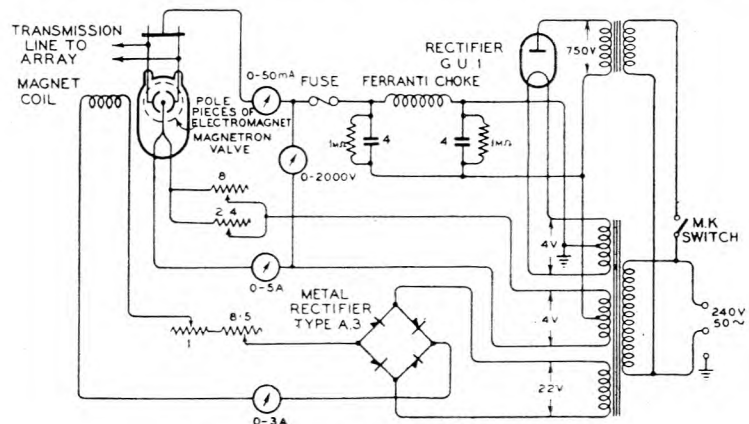 TRANSMISSION
LINE TO
ARRAY
MAGNET
COIL
POLE
PIECES OF
ELECTROMAGNET
MAGNETRON
VALVE
0-50mA
FUSE
FERRANTI CHOKE
RECTIFIER
G U.1
750V
1MΩ
4
4
1MΩ
0-2000V
8
2 4
0-5A
4V
4V
22V
M.K
SWITCH
240V
50~
METAL
RECTIFIER
TYPE A.3
1
8·5
0-3A